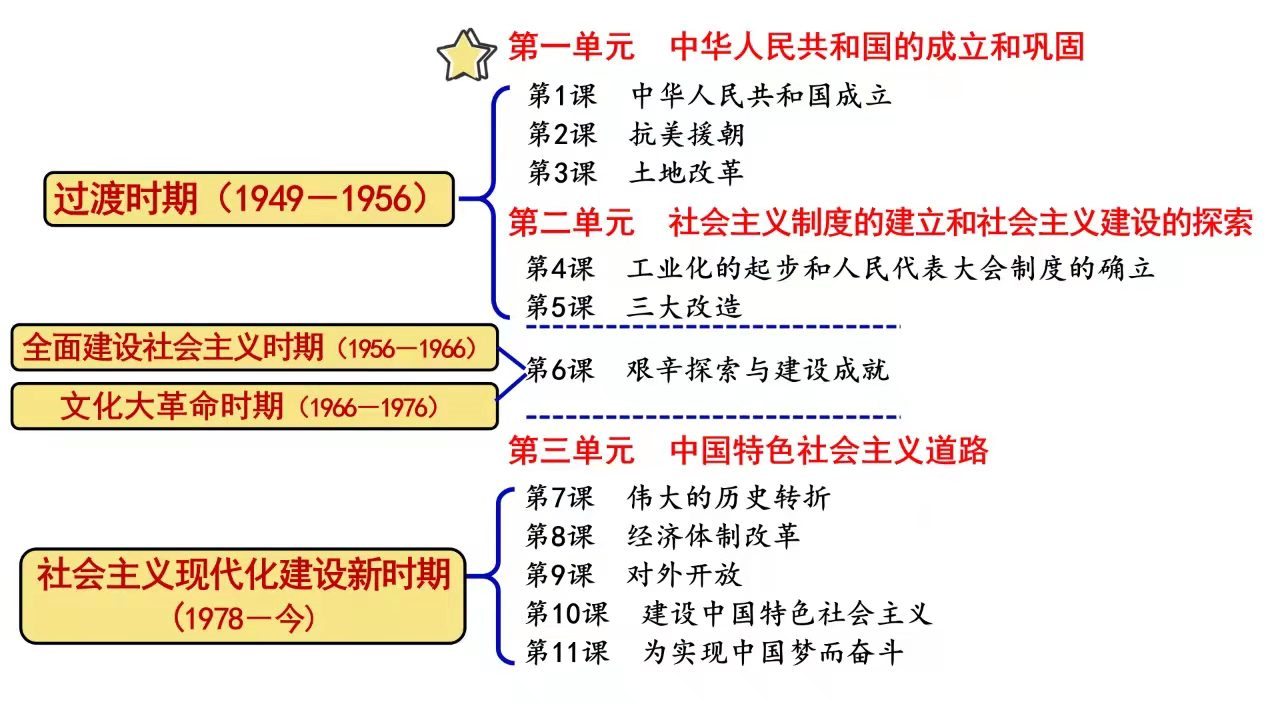 第一单元　中华人民共和国的成立和巩固
第1课　中华人民共和国成立
第2课　抗美援朝
第3课　土地改革
过渡时期（1949－1956）
第二单元　社会主义制度的建立和社会主义建设的探索
第4课　工业化的起步和人民代表大会制度的确立
第5课　三大改造
全面建设社会主义时期（1956－1966）
第6课　艰辛探索与建设成就
文化大革命时期（1966－1976）
第三单元　中国特色社会主义道路
第7课　伟大的历史转折
第8课　经济体制改革
第9课　对外开放
社会主义现代化建设新时期
(1978－今)
第10课　建设中国特色社会主义
第11课　为实现中国梦而奋斗